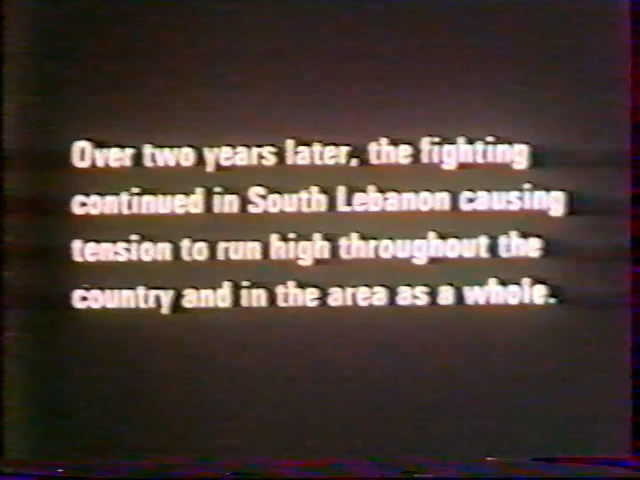 Over two years later, the fighting
continued in South Lebanon causing
tension to run high throughout the
country and in the area as a whole.